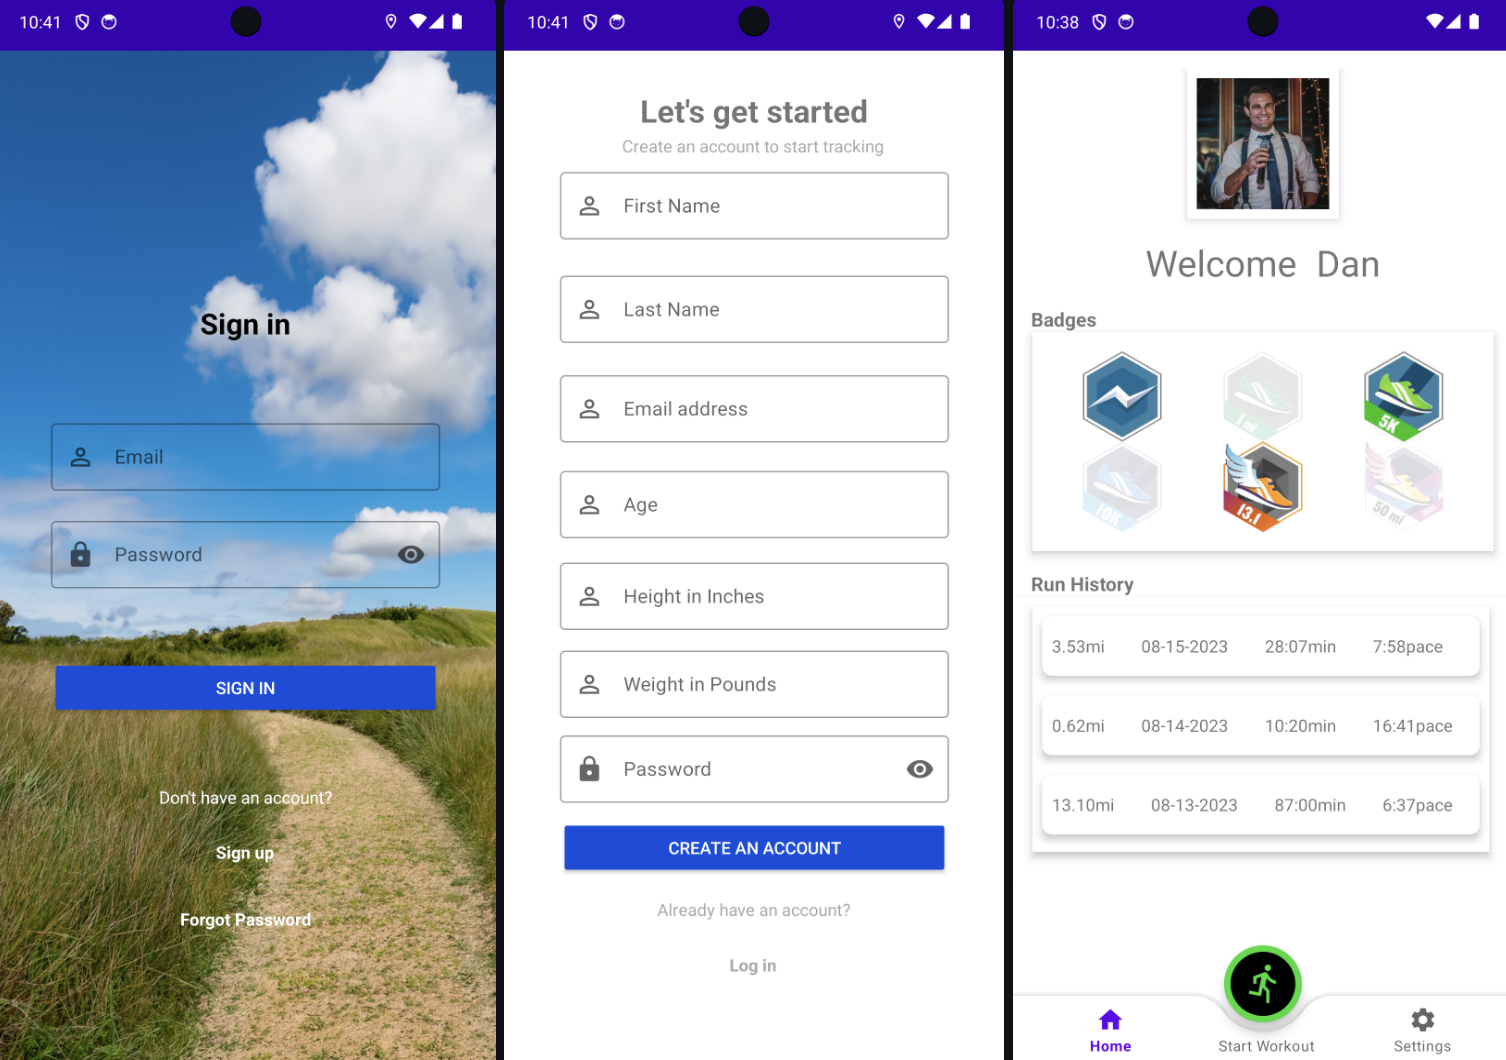 10:41
Sign in
Email
Password
SIGN IN
Don't have an account?
Sign up
Forgot Password
10:41
Let's get started
Create an account to start tracking
First Name
Last Name
Email address
Age
Height in Inches
Weight in Pounds
Password
CREATE AN ACCOUNT
Already have an account?
Log in
10:38
Welcome Dan
Badges
5K
10K
13.1
50 mi
Run History
3.53mi 08-15-2023 28:07min 7:58pace
0.62mi 08-14-2023 10:20min 16:41pace
13.10mi 08-13-2023 87:00min 6:37pace
Home
Start Workout
Settings